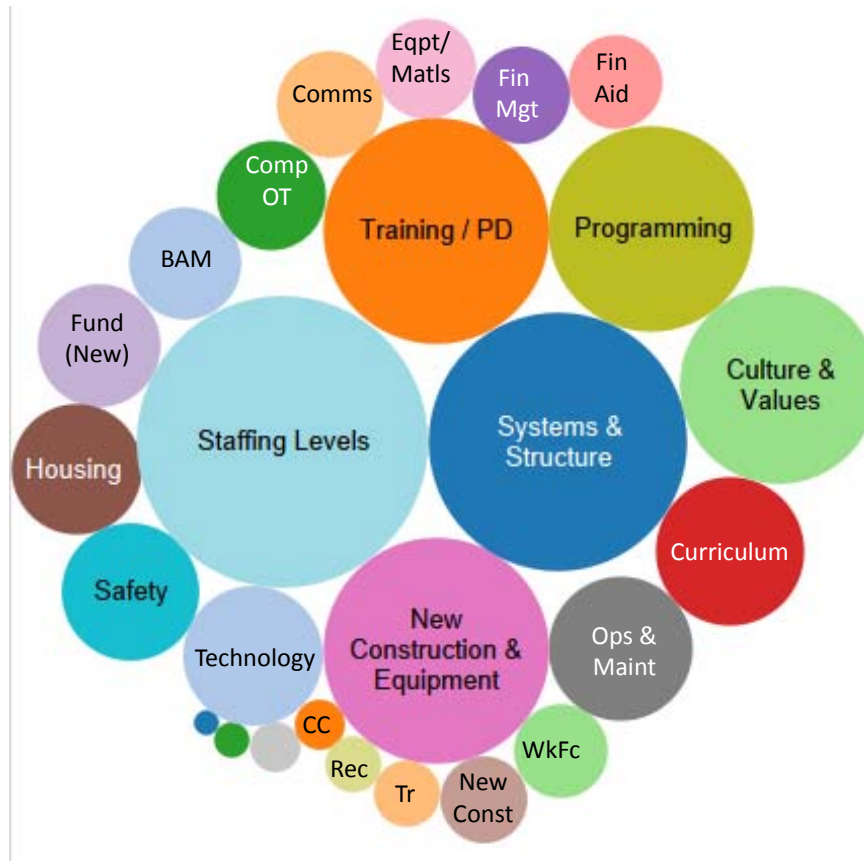 Eqpt/
Matls
Fin
Mgt
Fin
Aid
Comms
Comp
OT
Training / PD
Programming
BAM
Fund
(New)
Culture &
Values
Staffing Levels
Systems &
Structure
Housing
Curriculum
Safety
New
Construction &
Equipment
Ops &
Maint
Technology
CC
WkFc
Rec
Tr
New
Const